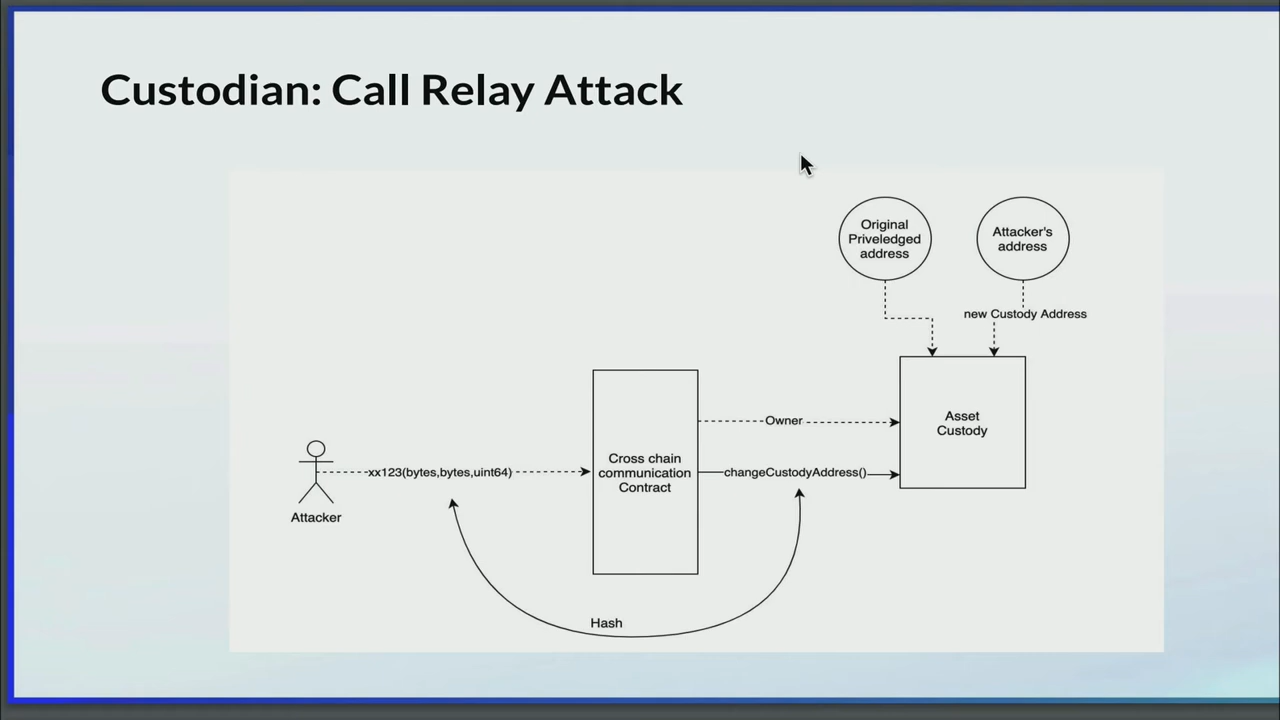 Custodian: Call Relay Attack
Original
Priveledged
address
Attacker's
address
new Custody Address
Owner
Asset
Custody
Cross chain
communication
Contract
xx123(bytes,bytes,uint64)
changeCustodyAddress()
Attacker
Hash